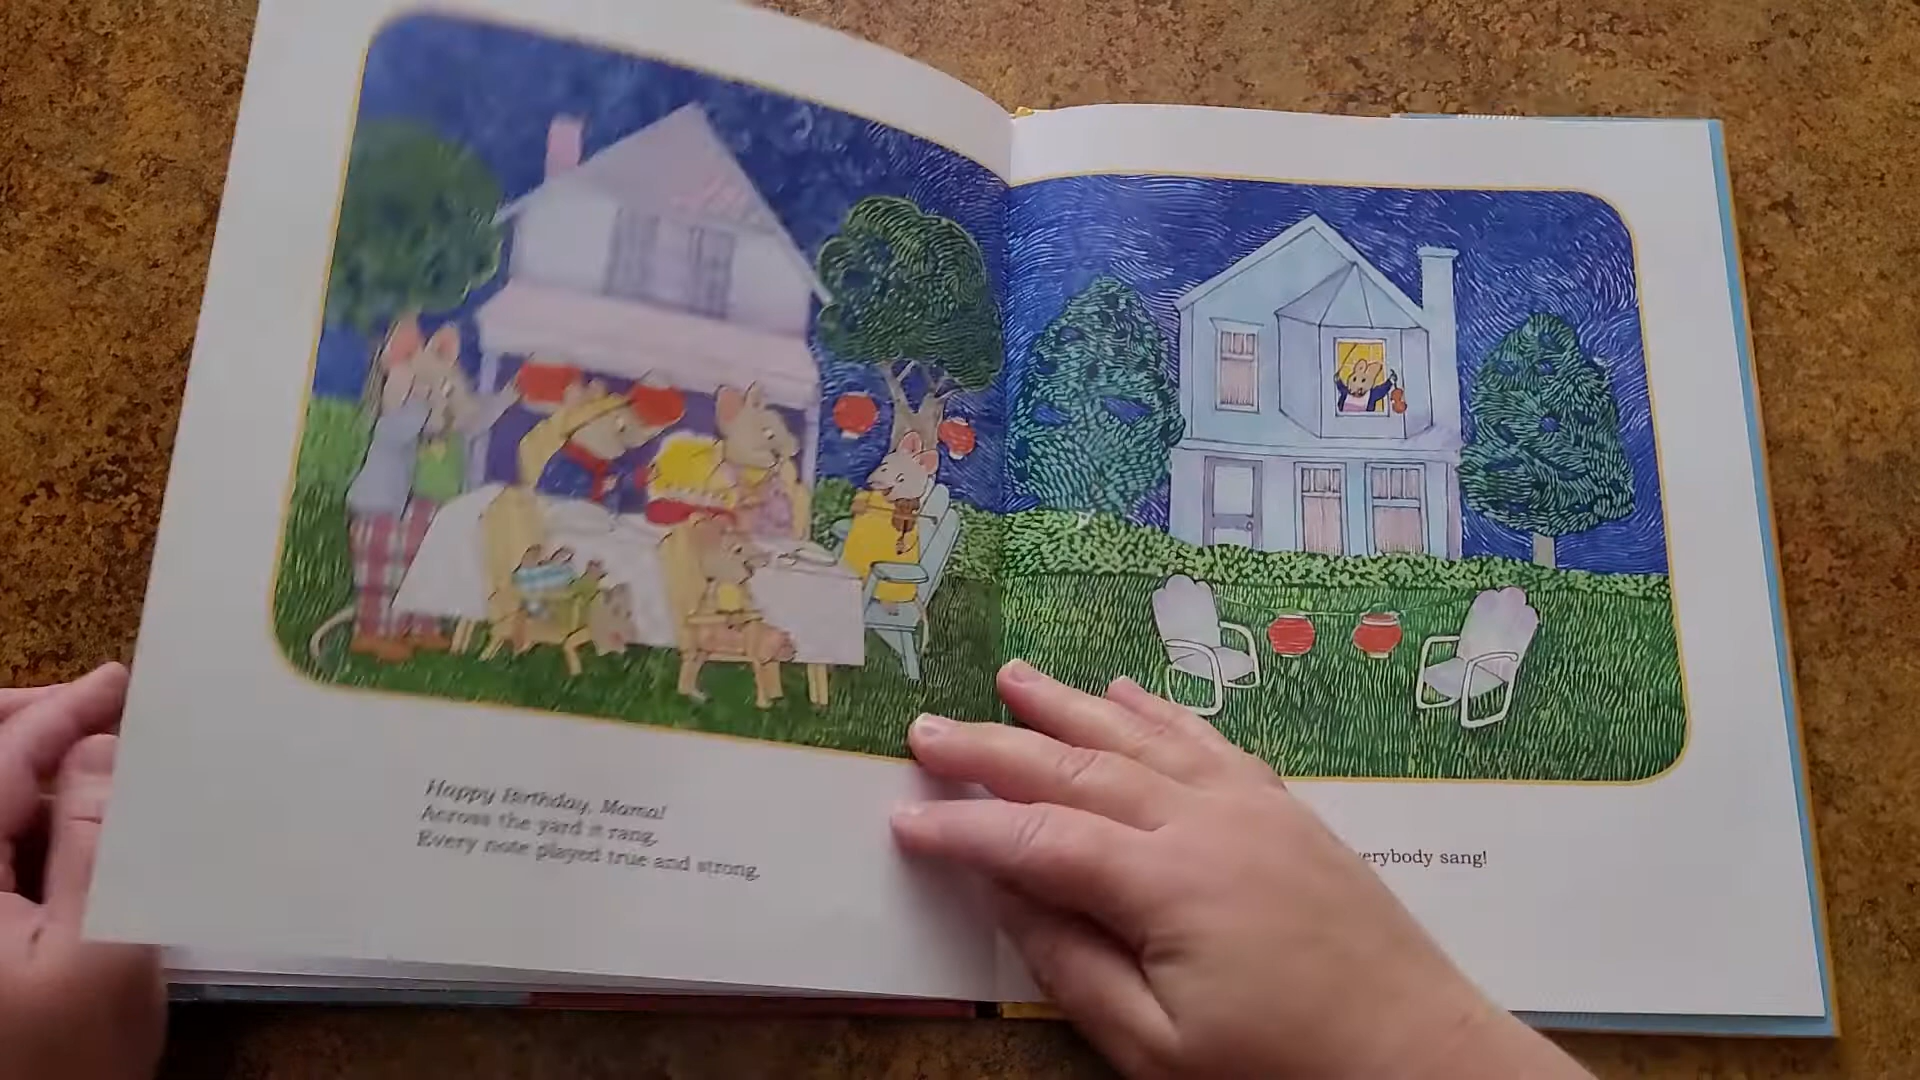 Happy Birthday, Mama!
Across the yard it rang,
Every note played true and strong,
verybody sang!